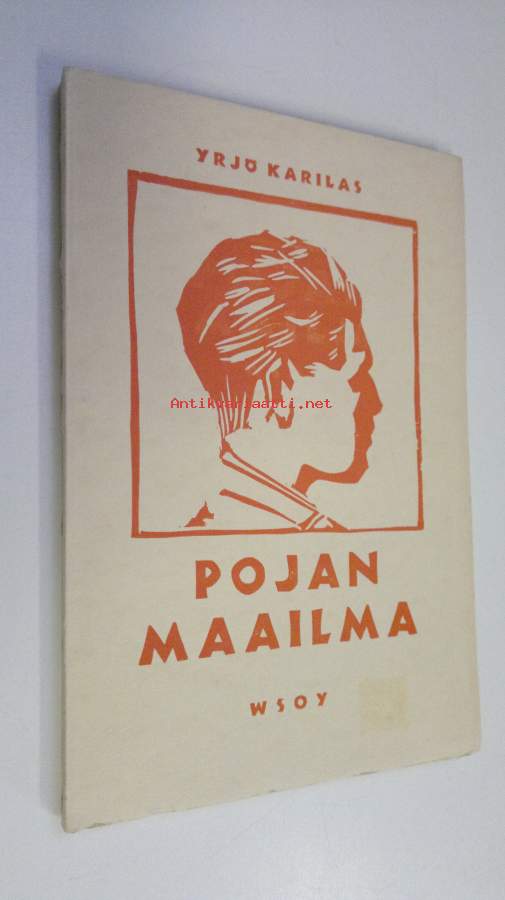 YRJÖ KARILAS
Antikvariaatti.net
POJAN
MAAILMA
WSOY